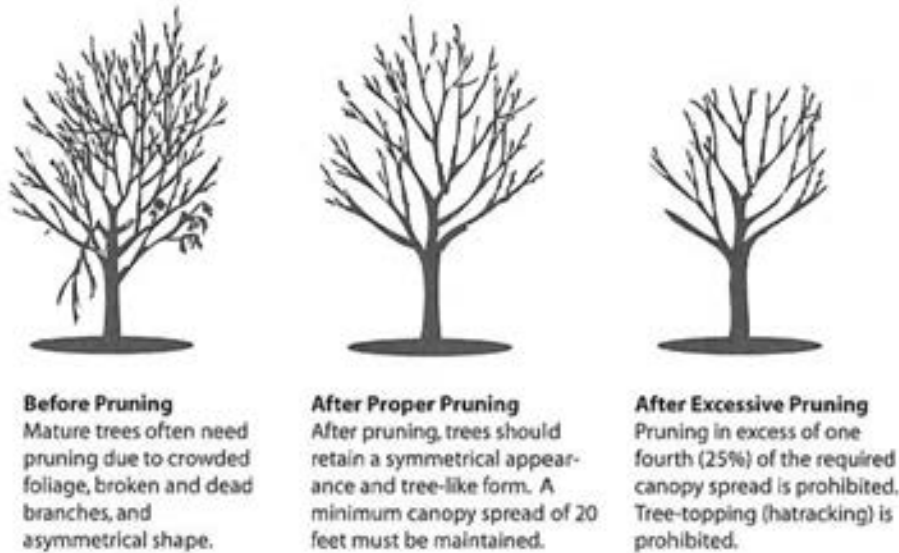 Before Pruning
Mature trees often need
pruning due to crowded
foliage, broken and dead
branches, and
asymmetrical shape.
After Proper Pruning
After pruning, trees should
retain a symmetrical appear-
ance and tree-like form. A
minimum canopy spread of 20
feet must be maintained.
After Excessive Pruning
Pruning in excess of one
fourth (25%) of the required
canopy spread is prohibited.
Tree-topping (hatracking) is
prohibited.